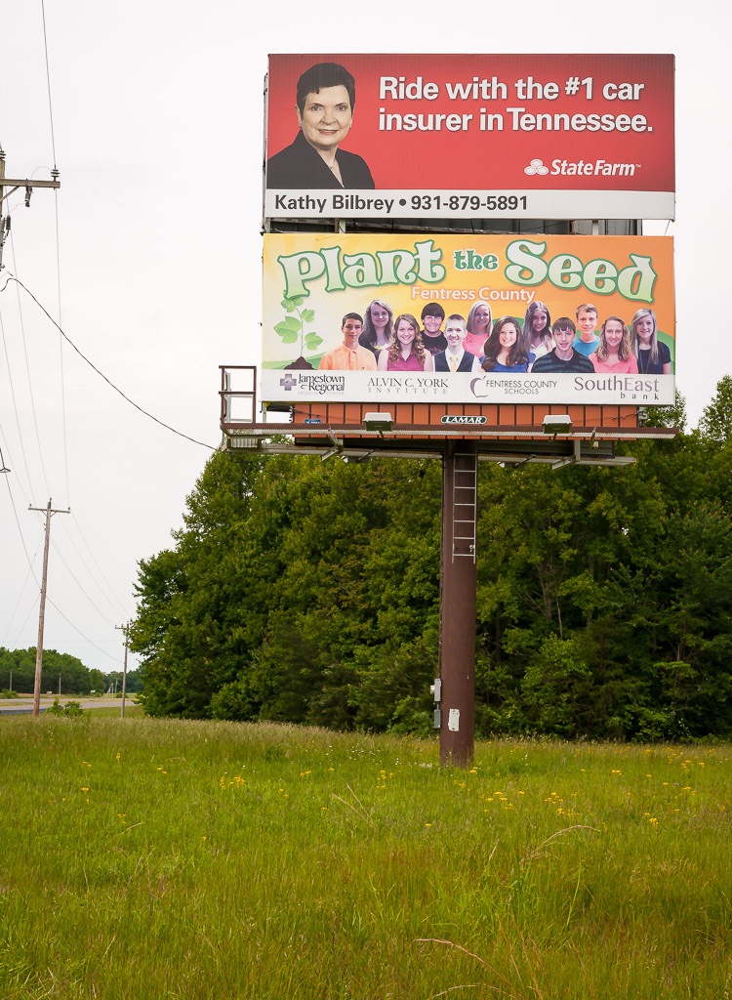 Ride with the #1 car
insurer in Tennessee.
StateFarm™
Kathy Bilbrey • 931-879-5891
Plant the Seed
Fentress County
Jamestown
Regional
ALVIN C. YORK
INSTITUTE
FENTRESS COUNTY
SCHOOLS
SouthEast
bank
LAMAR